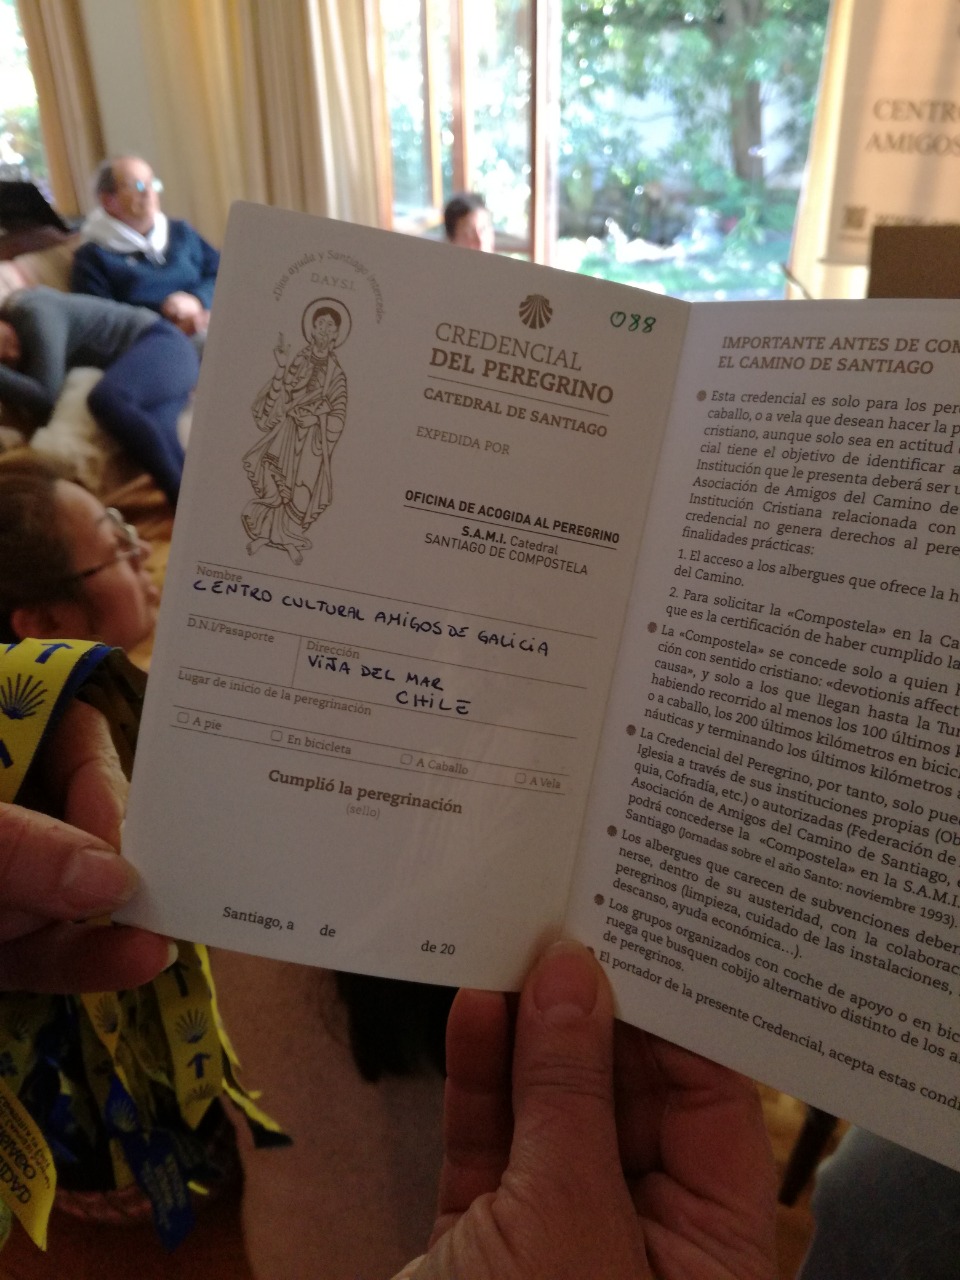 CENTRO
AMIGOS
«Dios ayuda y Santiago
D.A.Y.S.I.
088
CREDENCIAL
DEL PEREGRINO
CATEDRAL DE SANTIAGO
EXPEDIDA POR
OFICINA DE ACOGIDA AL PEREGRINO
S.A.M.I. Catedral
SANTIAGO DE COMPOSTELA
Nombre
CENTRO CULTURAL AMIGOS DE GALICIA
D.N.I/Pasaporte
Dirección
VIÑA DEL MAR
CHILE
Lugar de inicio de la peregrinación
A pie
En bicicleta
A Caballo
A Vela
Cumplió la peregrinación
(sello)
Santiago, a de de 20
IMPORTANTE ANTES DE COM
EL CAMINO DE SANTIAGO
Esta credencial es solo para los per
caballo, o a vela que desean hacer la p
cristiano, aunque solo sea en actitud
cial tiene el objetivo de identificar a
Institución que le presenta deberá ser u
Asociación de Amigos del Camino de
Institución Cristiana relacionada con
credencial no genera derechos al pere
finalidades prácticas:
1. El acceso a los albergues que ofrece la h
del Camino.
2. Para solicitar la «Compostela» en la Ca
que es la certificación de haber cumplido la
La «Compostela» se concede solo a quien h
ción con sentido cristiano: «devotionis affect
causa», y solo a los que llegan hasta la Tu
habiendo recorrido al menos los 100 últimos k
o a caballo, los 200 últimos kilómetros en bicic
náuticas y terminando los últimos kilómetros a
La Credencial del Peregrino, por tanto, solo pue
Iglesia a través de sus instituciones propias (Ob
quia, Cofradía, etc.) o autorizadas (Federación de
Asociación de Amigos del Camino de Santiago,
podrá concederse la «Compostela» en la S.A.M.I.
Santiago (Jornadas sobre el año Santo: noviembre 1993).
Los albergues que carecen de subvenciones deber
nerse, dentro de su austeridad, con la colaborac
peregrinos (limpieza, cuidado de las instalaciones,
descanso, ayuda económica...).
Los grupos organizados con coche de apoyo o en bic
ruega que busquen cobijo alternativo distinto de los a
de peregrinos.
El portador de la presente Credencial, acepta estas condi